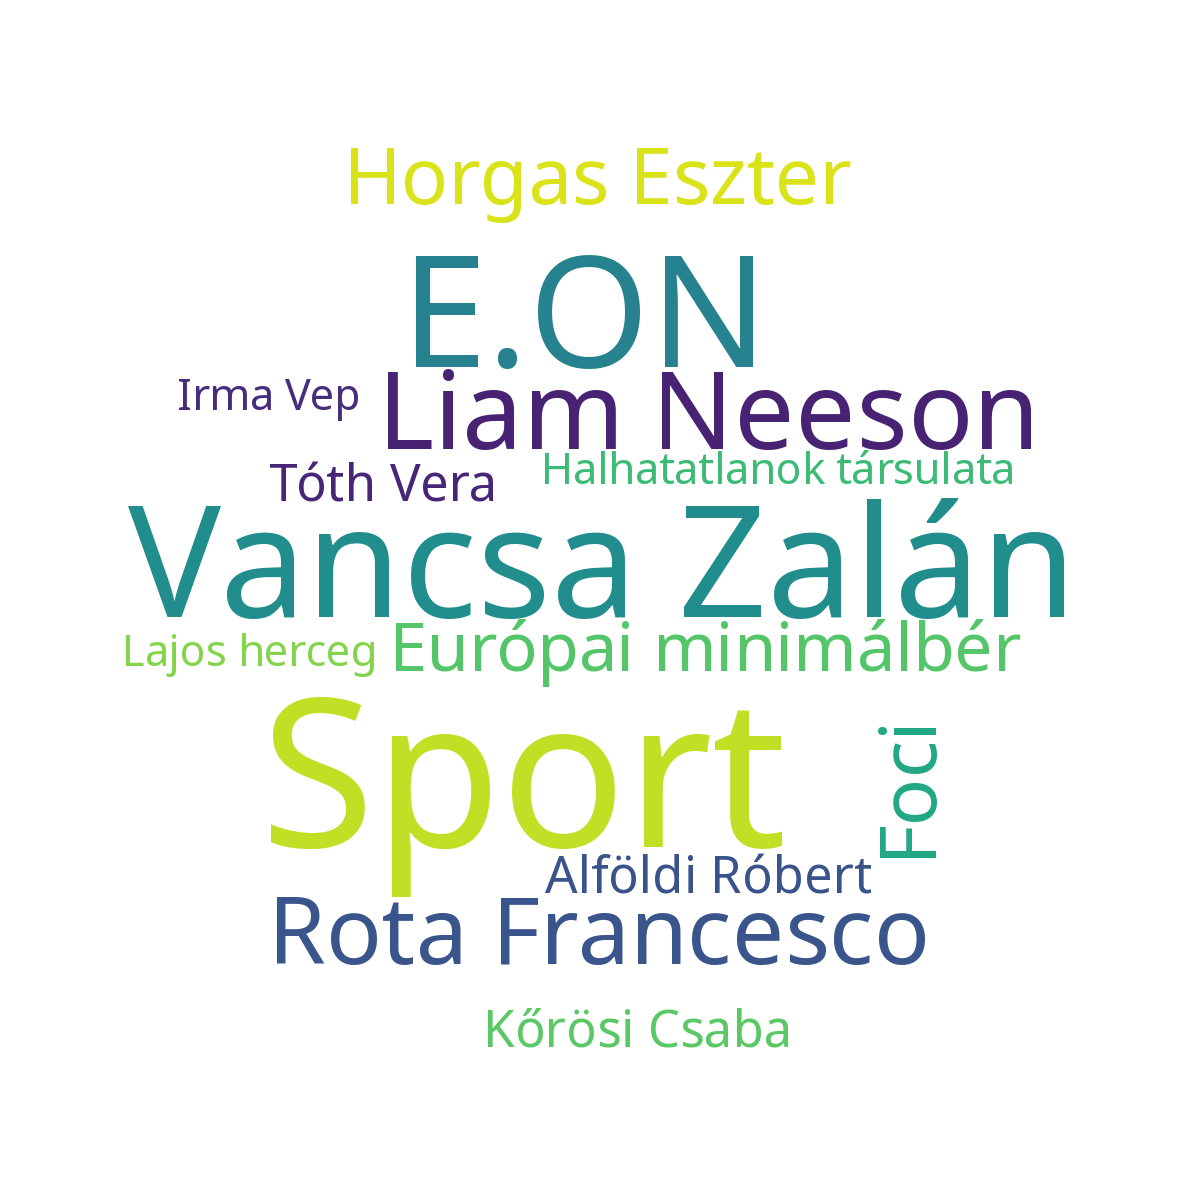 Horgas Eszter
E.ON
Irma Vep
Liam Neeson
Tóth Vera
Halhatatlanok társulata
Vancsa Zalán
Lajos herceg
Európai minimálbér
Sport
Foci
Alföldi Róbert
Rota Francesco
Kőrösi Csaba